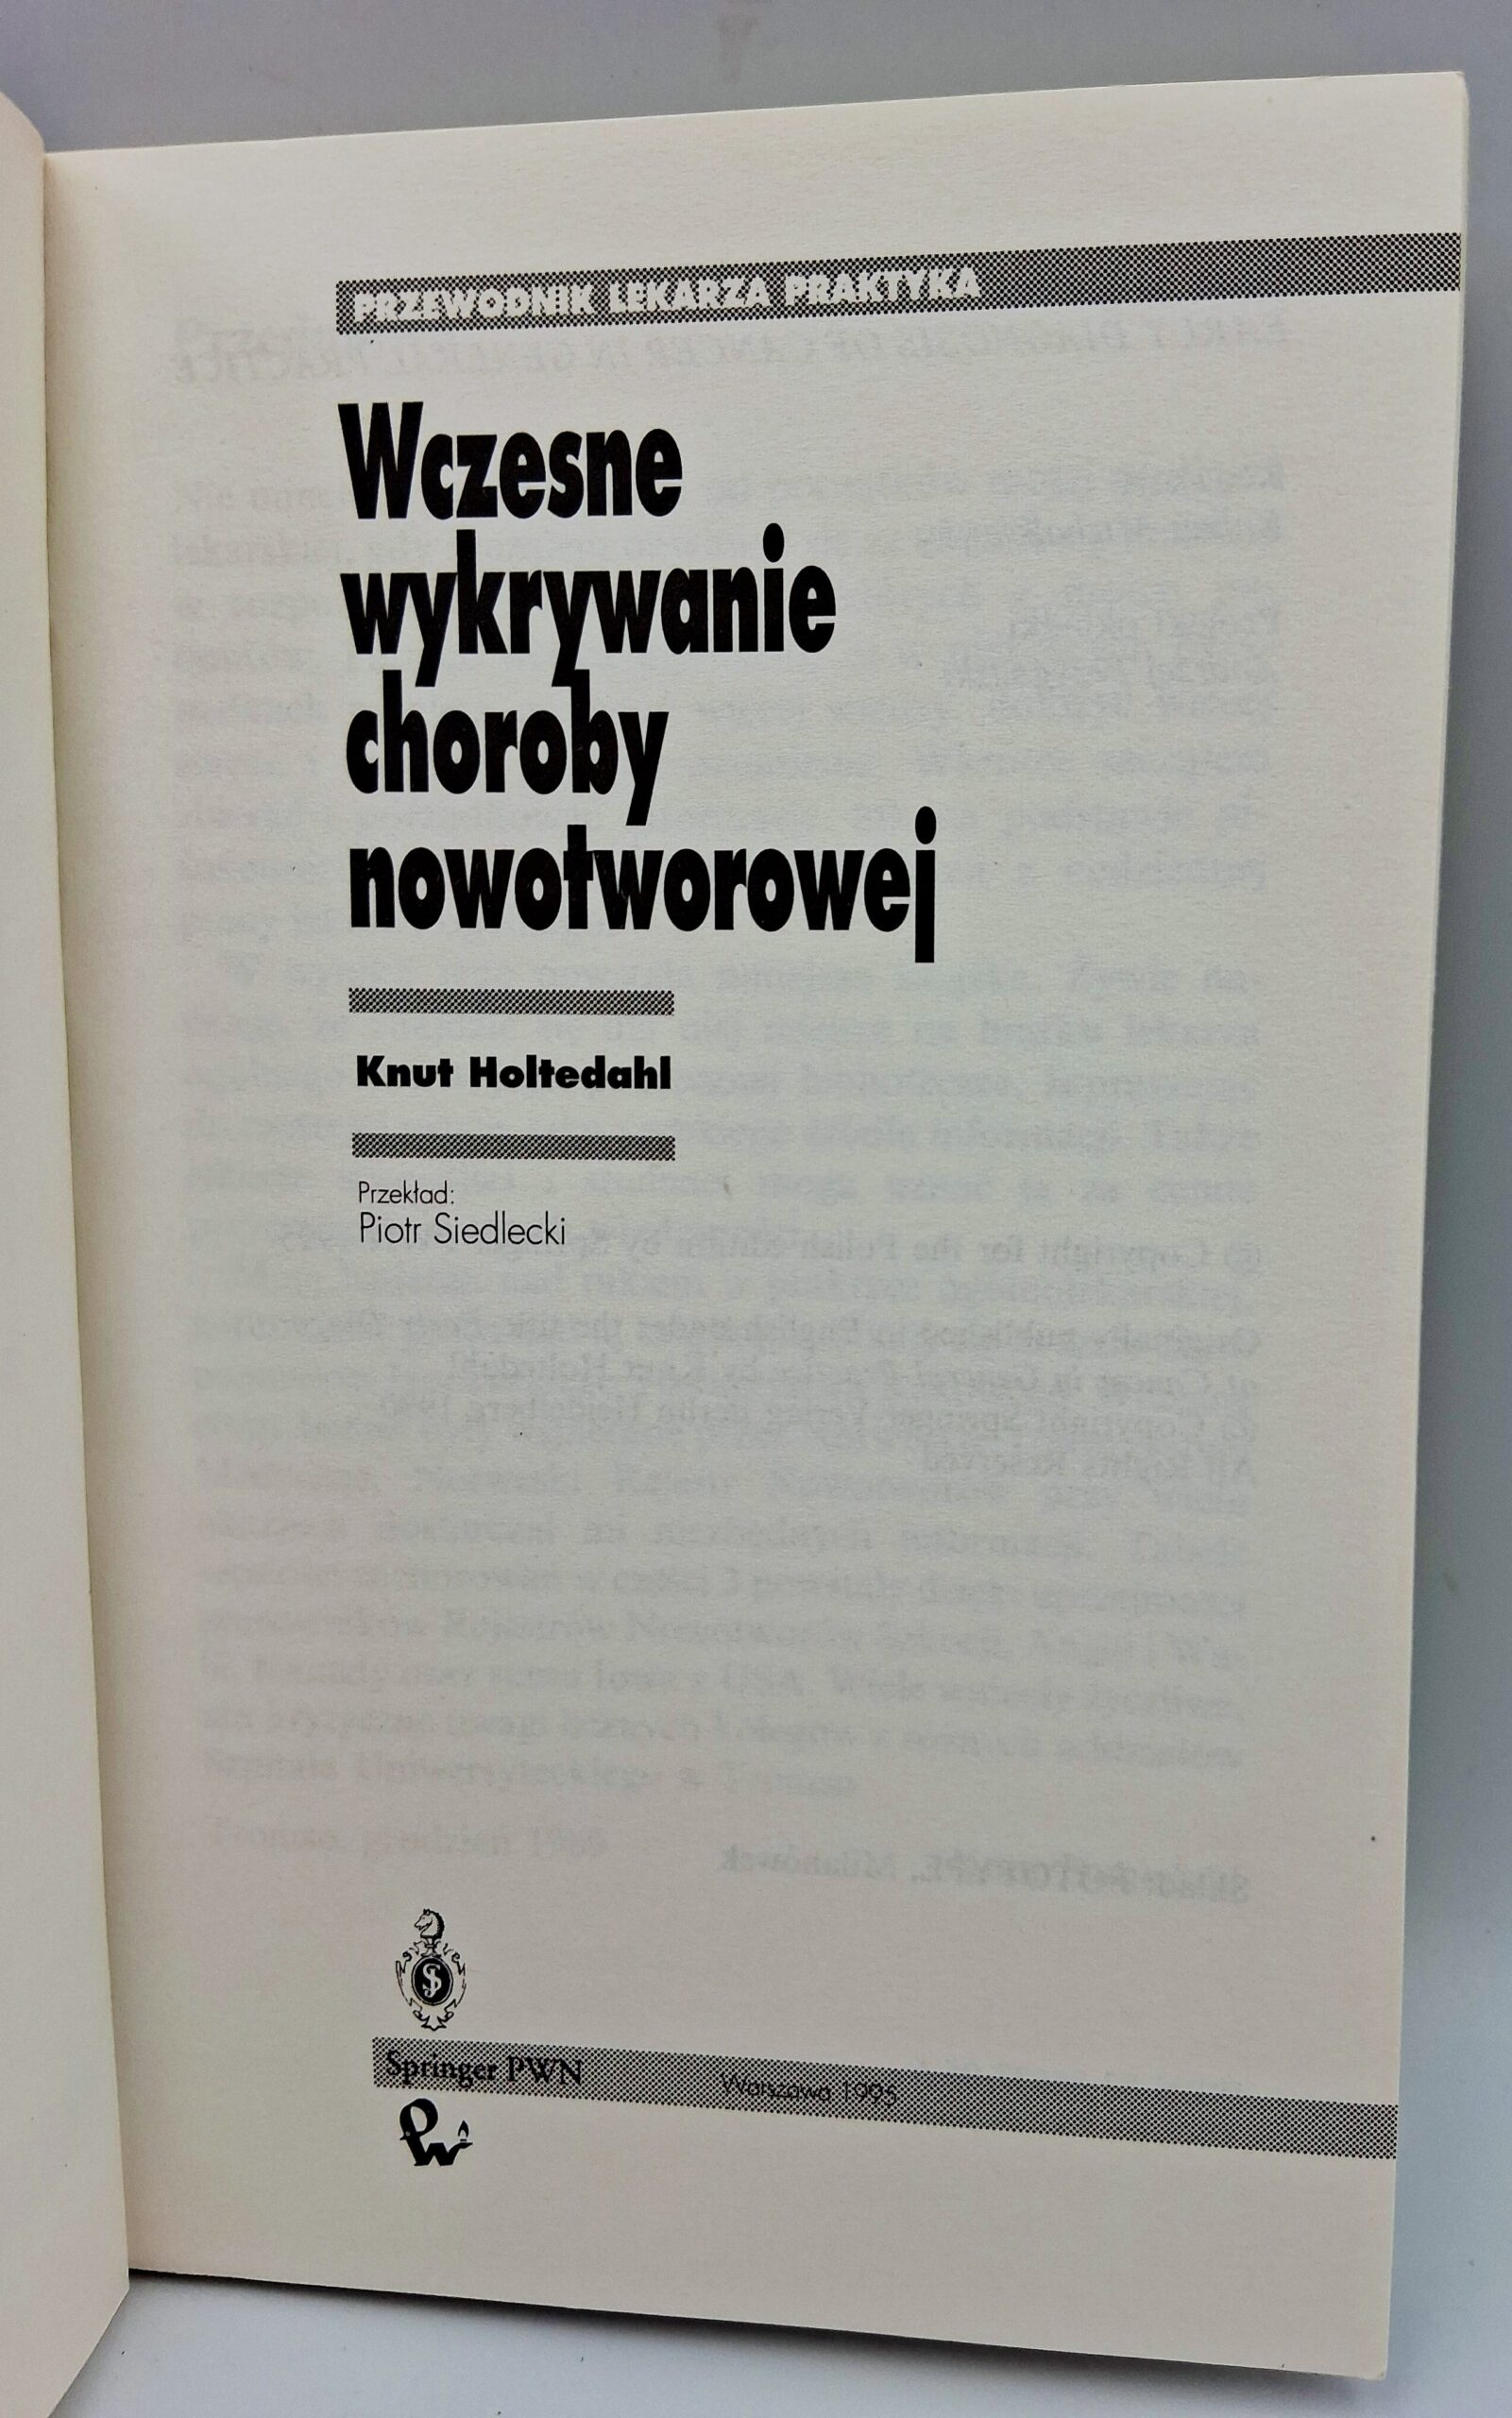 PRZEWODNIK LEKARZA PRAKTYKA
Wczesne
wykrywanie
choroby
nowotworowej
Knut Holtedahl
Przekład:
Piotr Siedlecki
Springer PWN
Warszawa 1995